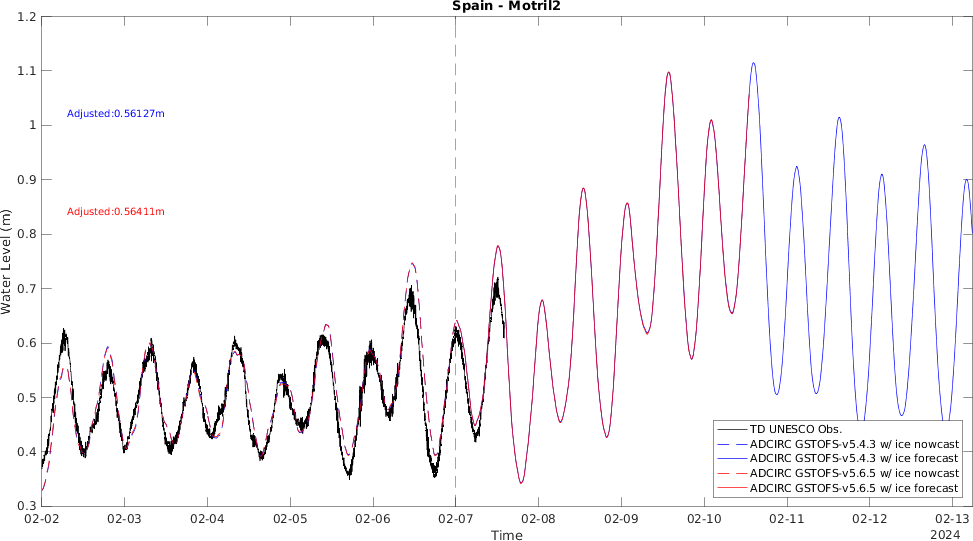 Spain - Motril2
1.2
1.1
1
0.9
0.8
0.7
0.6
0.5
0.4
0.3
Water Level (m)
Adjusted:0.56127m
Adjusted:0.56411m
TD UNESCO Obs.
ADCIRC GSTOFS-v5.4.3 w/ ice nowcast
ADCIRC GSTOFS-v5.4.3 w/ ice forecast
ADCIRC GSTOFS-v5.6.5 w/ ice nowcast
ADCIRC GSTOFS-v5.6.5 w/ ice forecast
02-02 02-03 02-04 02-05 02-06 02-07 02-08 02-09 02-10 02-11 02-12 02-13
Time
2024